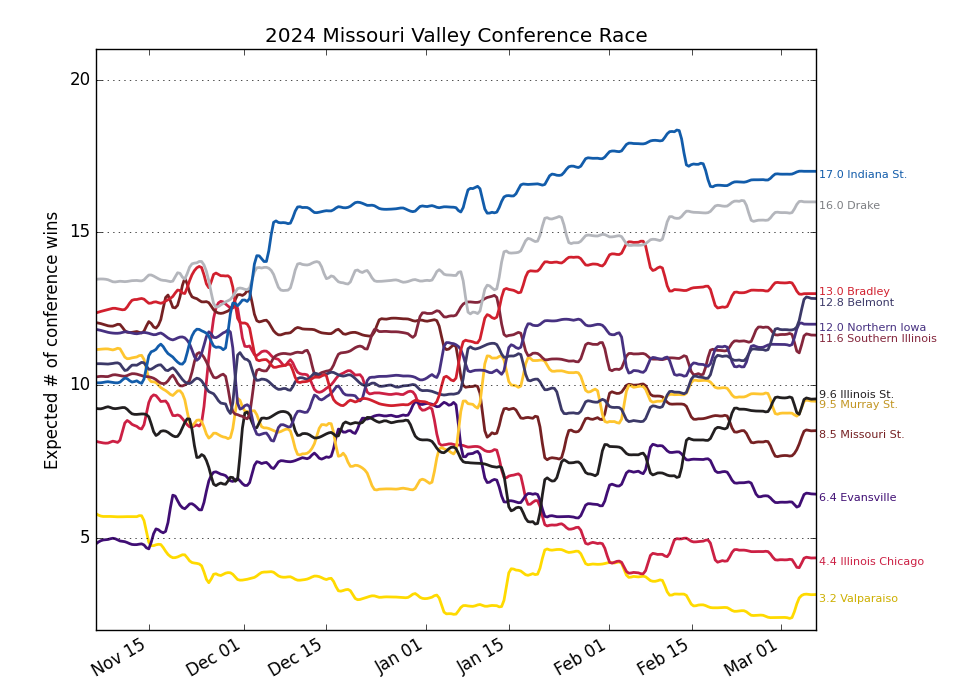 2024 Missouri Valley Conference Race
Expected # of conference wins
20
15
10
5
17.0 Indiana St.
16.0 Drake
13.0 Bradley
12.8 Belmont
12.0 Northern Iowa
11.6 Southern Illinois
9.6 Illinois St.
9.5 Murray St.
8.5 Missouri St.
6.4 Evansville
4.4 Illinois Chicago
3.2 Valparaiso
Nov 15
Dec 01
Dec 15
Jan 01
Jan 15
Feb 01
Feb 15
Mar 01